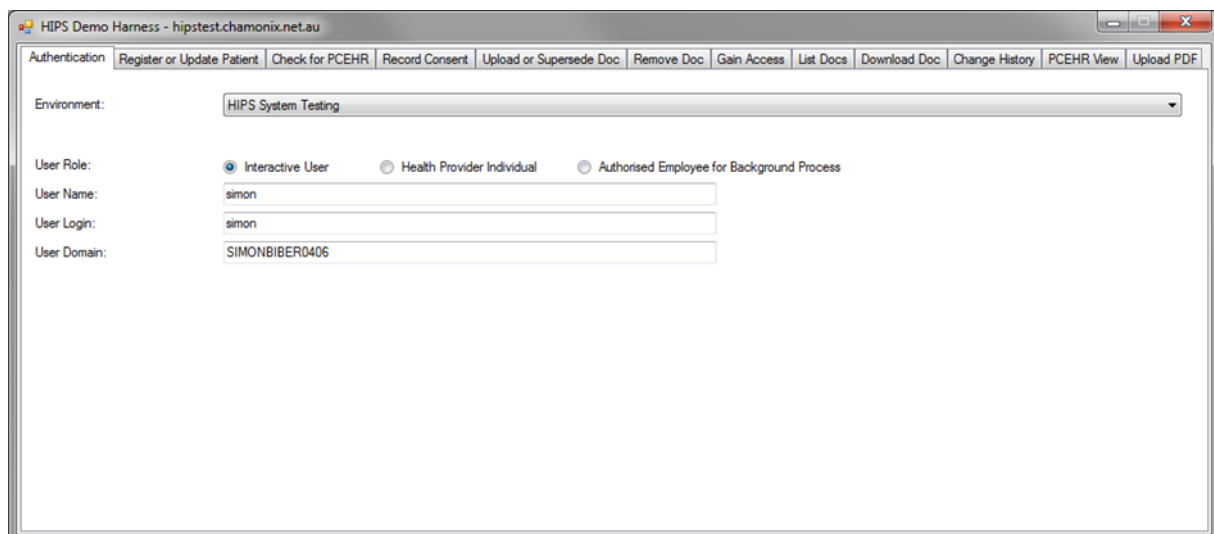 HIPS Demo Harness - hipstest.chamonix.net.au
Authentication Register or Update Patient Check for PCEHR Record Consent Upload or Supersede Doc Remove Doc Gain Access List Docs Download Doc Change History PCEHR View Upload PDF
Environment: HIPS System Testing
User Role: Interactive User Health Provider Individual Authorised Employee for Background Process
User Name: simon
User Login: simon
User Domain: SIMONBIBER0406